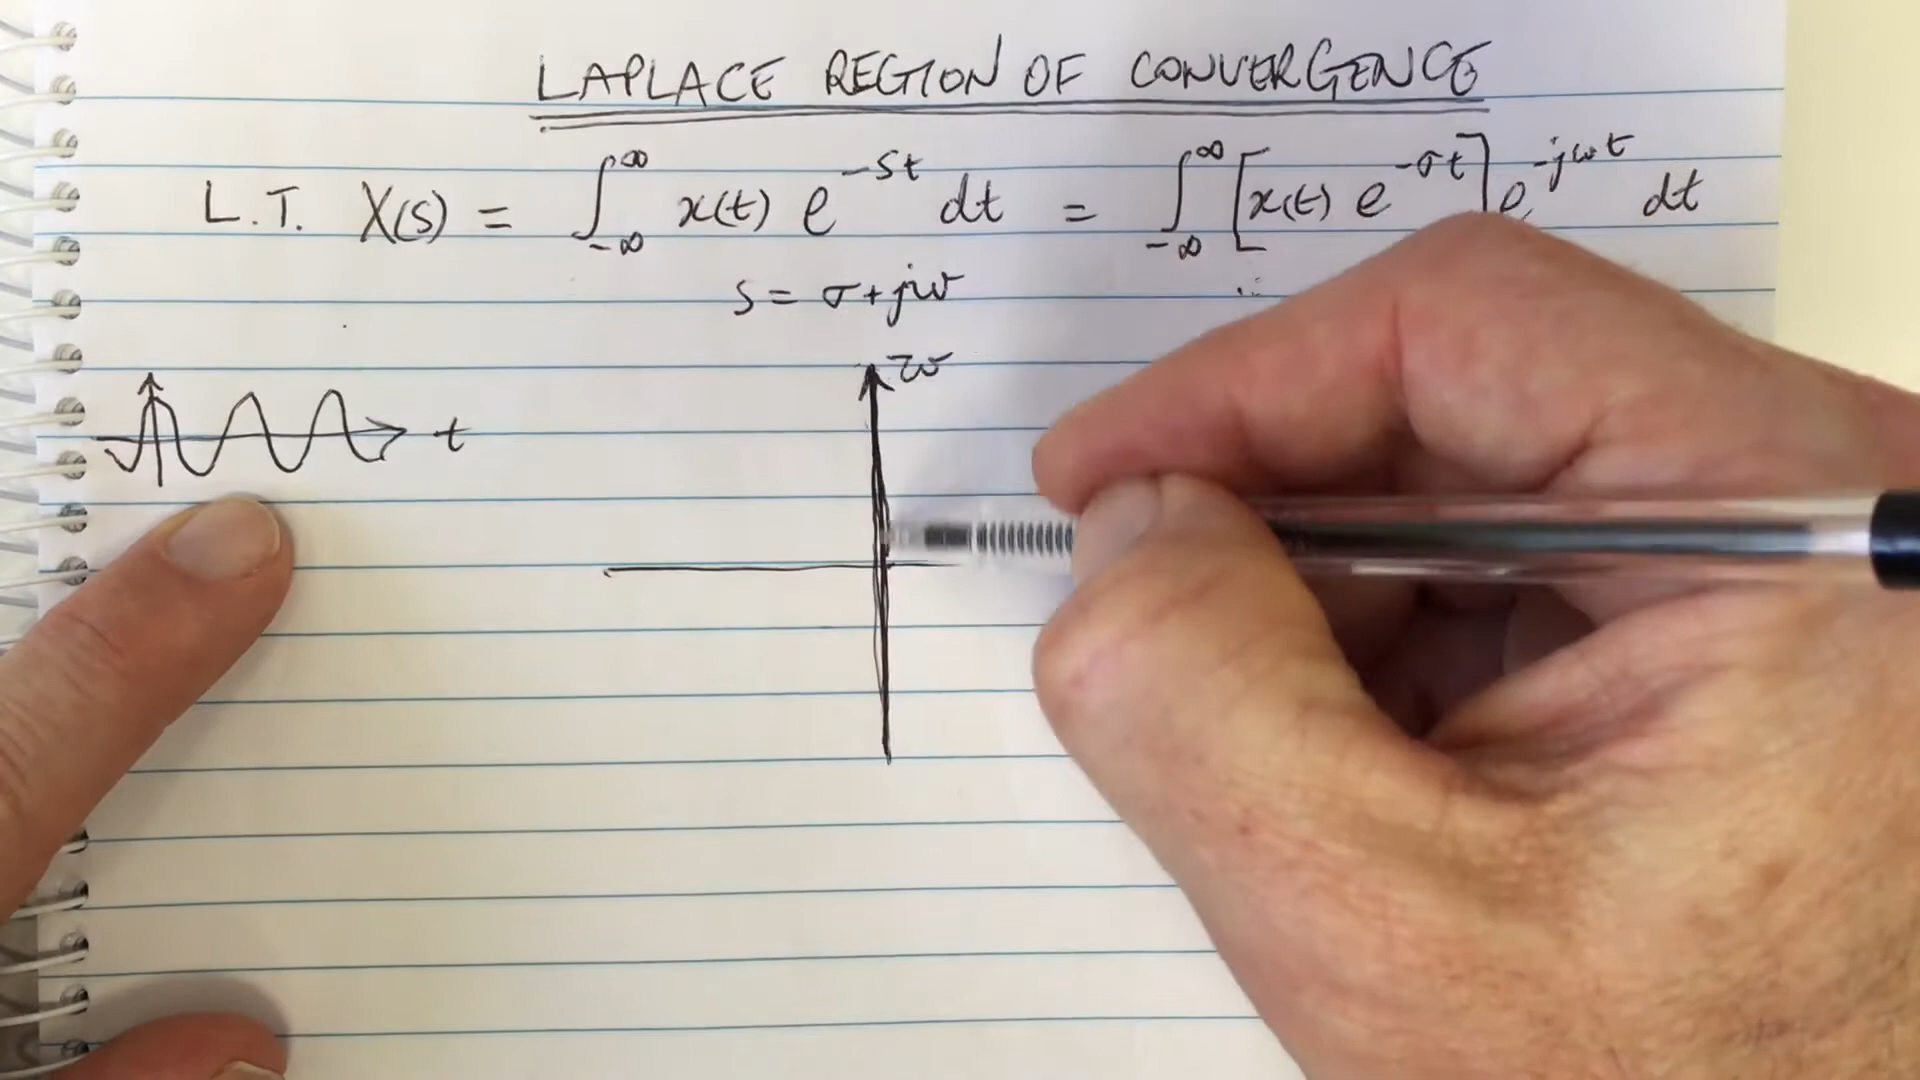 LAPLACE REGION OF CONVERGENCE
L.T. X(s) = ∫_{-∞}^{∞} x(t) e^{-st} dt = ∫_{-∞}^{∞} [x(t) e^{-σt}] e^{-jωt} dt
s = σ + jω
ω
t